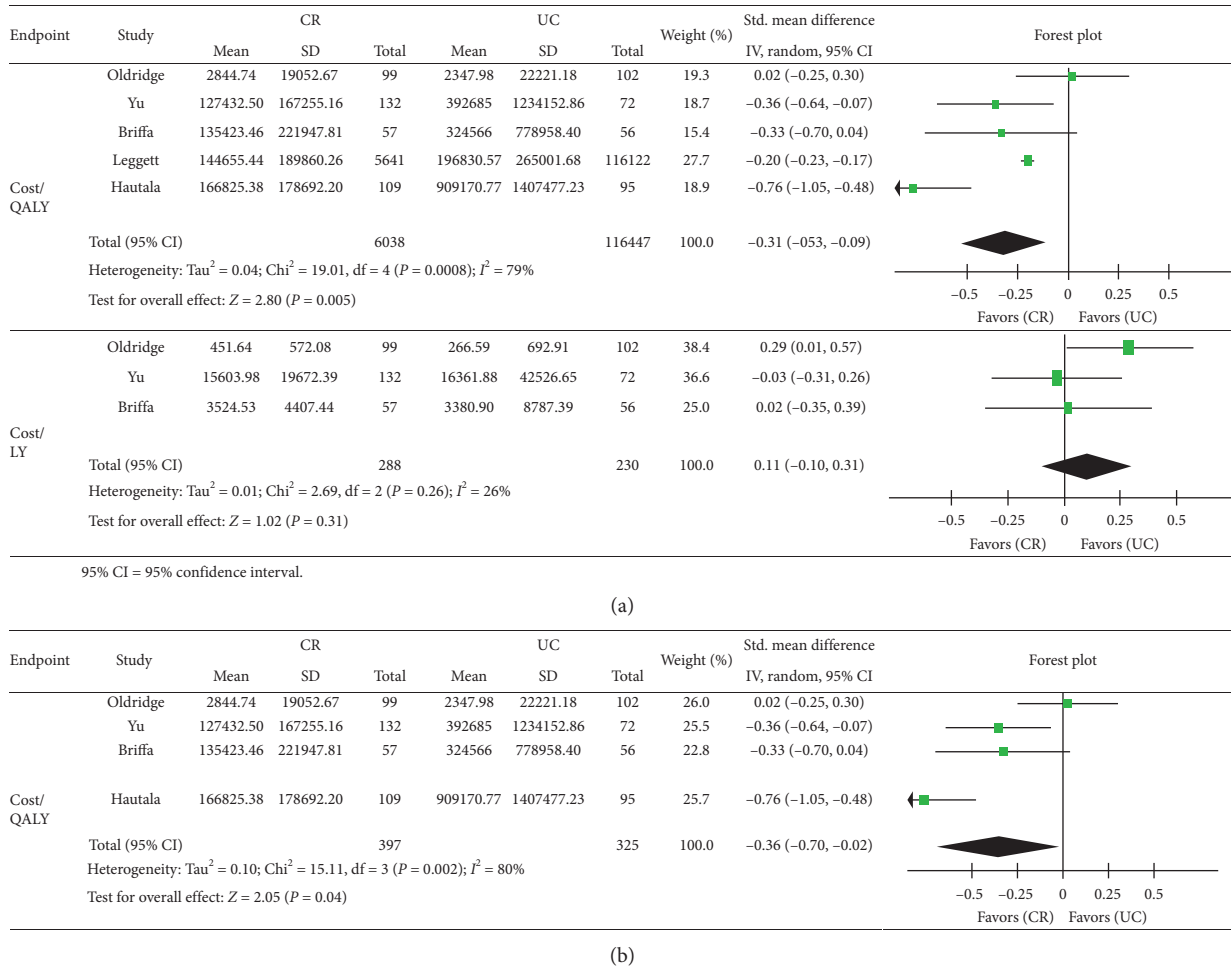 Endpoint Study CR UC Weight (%) Std. mean difference Forest plot
Mean SD Total Mean SD Total IV, random, 95% CI
Oldridge 2844.74 19052.67 99 2347.98 22221.18 102 19.3 0.02 (–0.25, 0.30)
Yu 127432.50 167255.16 132 392685 1234152.86 72 18.7 –0.36 (–0.64, –0.07)
Briffa 135423.46 221947.81 57 324566 778958.40 56 15.4 –0.33 (–0.70, 0.04)
Leggett 144655.44 189860.26 5641 196830.57 265001.68 116122 27.7 –0.20 (–0.23, –0.17)
Cost/
QALY
Hautala 166825.38 178692.20 109 909170.77 1407477.23 95 18.9 –0.76 (–1.05, –0.48)
Total (95% CI) 6038 116447 100.0 –0.31 (–053, –0.09)
Heterogeneity: Tau² = 0.04; Chi² = 19.01, df = 4 (P = 0.0008); I² = 79%
Test for overall effect: Z = 2.80 (P = 0.005)
–0.5 –0.25 0 0.25 0.5
Favors (CR) Favors (UC)
Oldridge 451.64 572.08 99 266.59 692.91 102 38.4 0.29 (0.01, 0.57)
Yu 15603.98 19672.39 132 16361.88 42526.65 72 36.6 –0.03 (–0.31, 0.26)
Briffa 3524.53 4407.44 57 3380.90 8787.39 56 25.0 0.02 (–0.35, 0.39)
Cost/
LY
Total (95% CI) 288 230 100.0 0.11 (–0.10, 0.31)
Heterogeneity: Tau² = 0.01; Chi² = 2.69, df = 2 (P = 0.26); I² = 26%
Test for overall effect: Z = 1.02 (P = 0.31)
–0.5 –0.25 0 0.25 0.5
Favors (CR) Favors (UC)
95% CI = 95% confidence interval.
(a)
Endpoint Study CR UC Weight (%) Std. mean difference Forest plot
Mean SD Total Mean SD Total IV, random, 95% CI
Oldridge 2844.74 19052.67 99 2347.98 22221.18 102 26.0 0.02 (–0.25, 0.30)
Yu 127432.50 167255.16 132 392685 1234152.86 72 25.5 –0.36 (–0.64, –0.07)
Briffa 135423.46 221947.81 57 324566 778958.40 56 22.8 –0.33 (–0.70, 0.04)
Cost/
QALY
Hautala 166825.38 178692.20 109 909170.77 1407477.23 95 25.7 –0.76 (–1.05, –0.48)
Total (95% CI) 397 325 100.0 –0.36 (–0.70, –0.02)
Heterogeneity: Tau² = 0.10; Chi² = 15.11, df = 3 (P = 0.002); I² = 80%
Test for overall effect: Z = 2.05 (P = 0.04)
–0.5 –0.25 0 0.25 0.5
Favors (CR) Favors (UC)
(b)